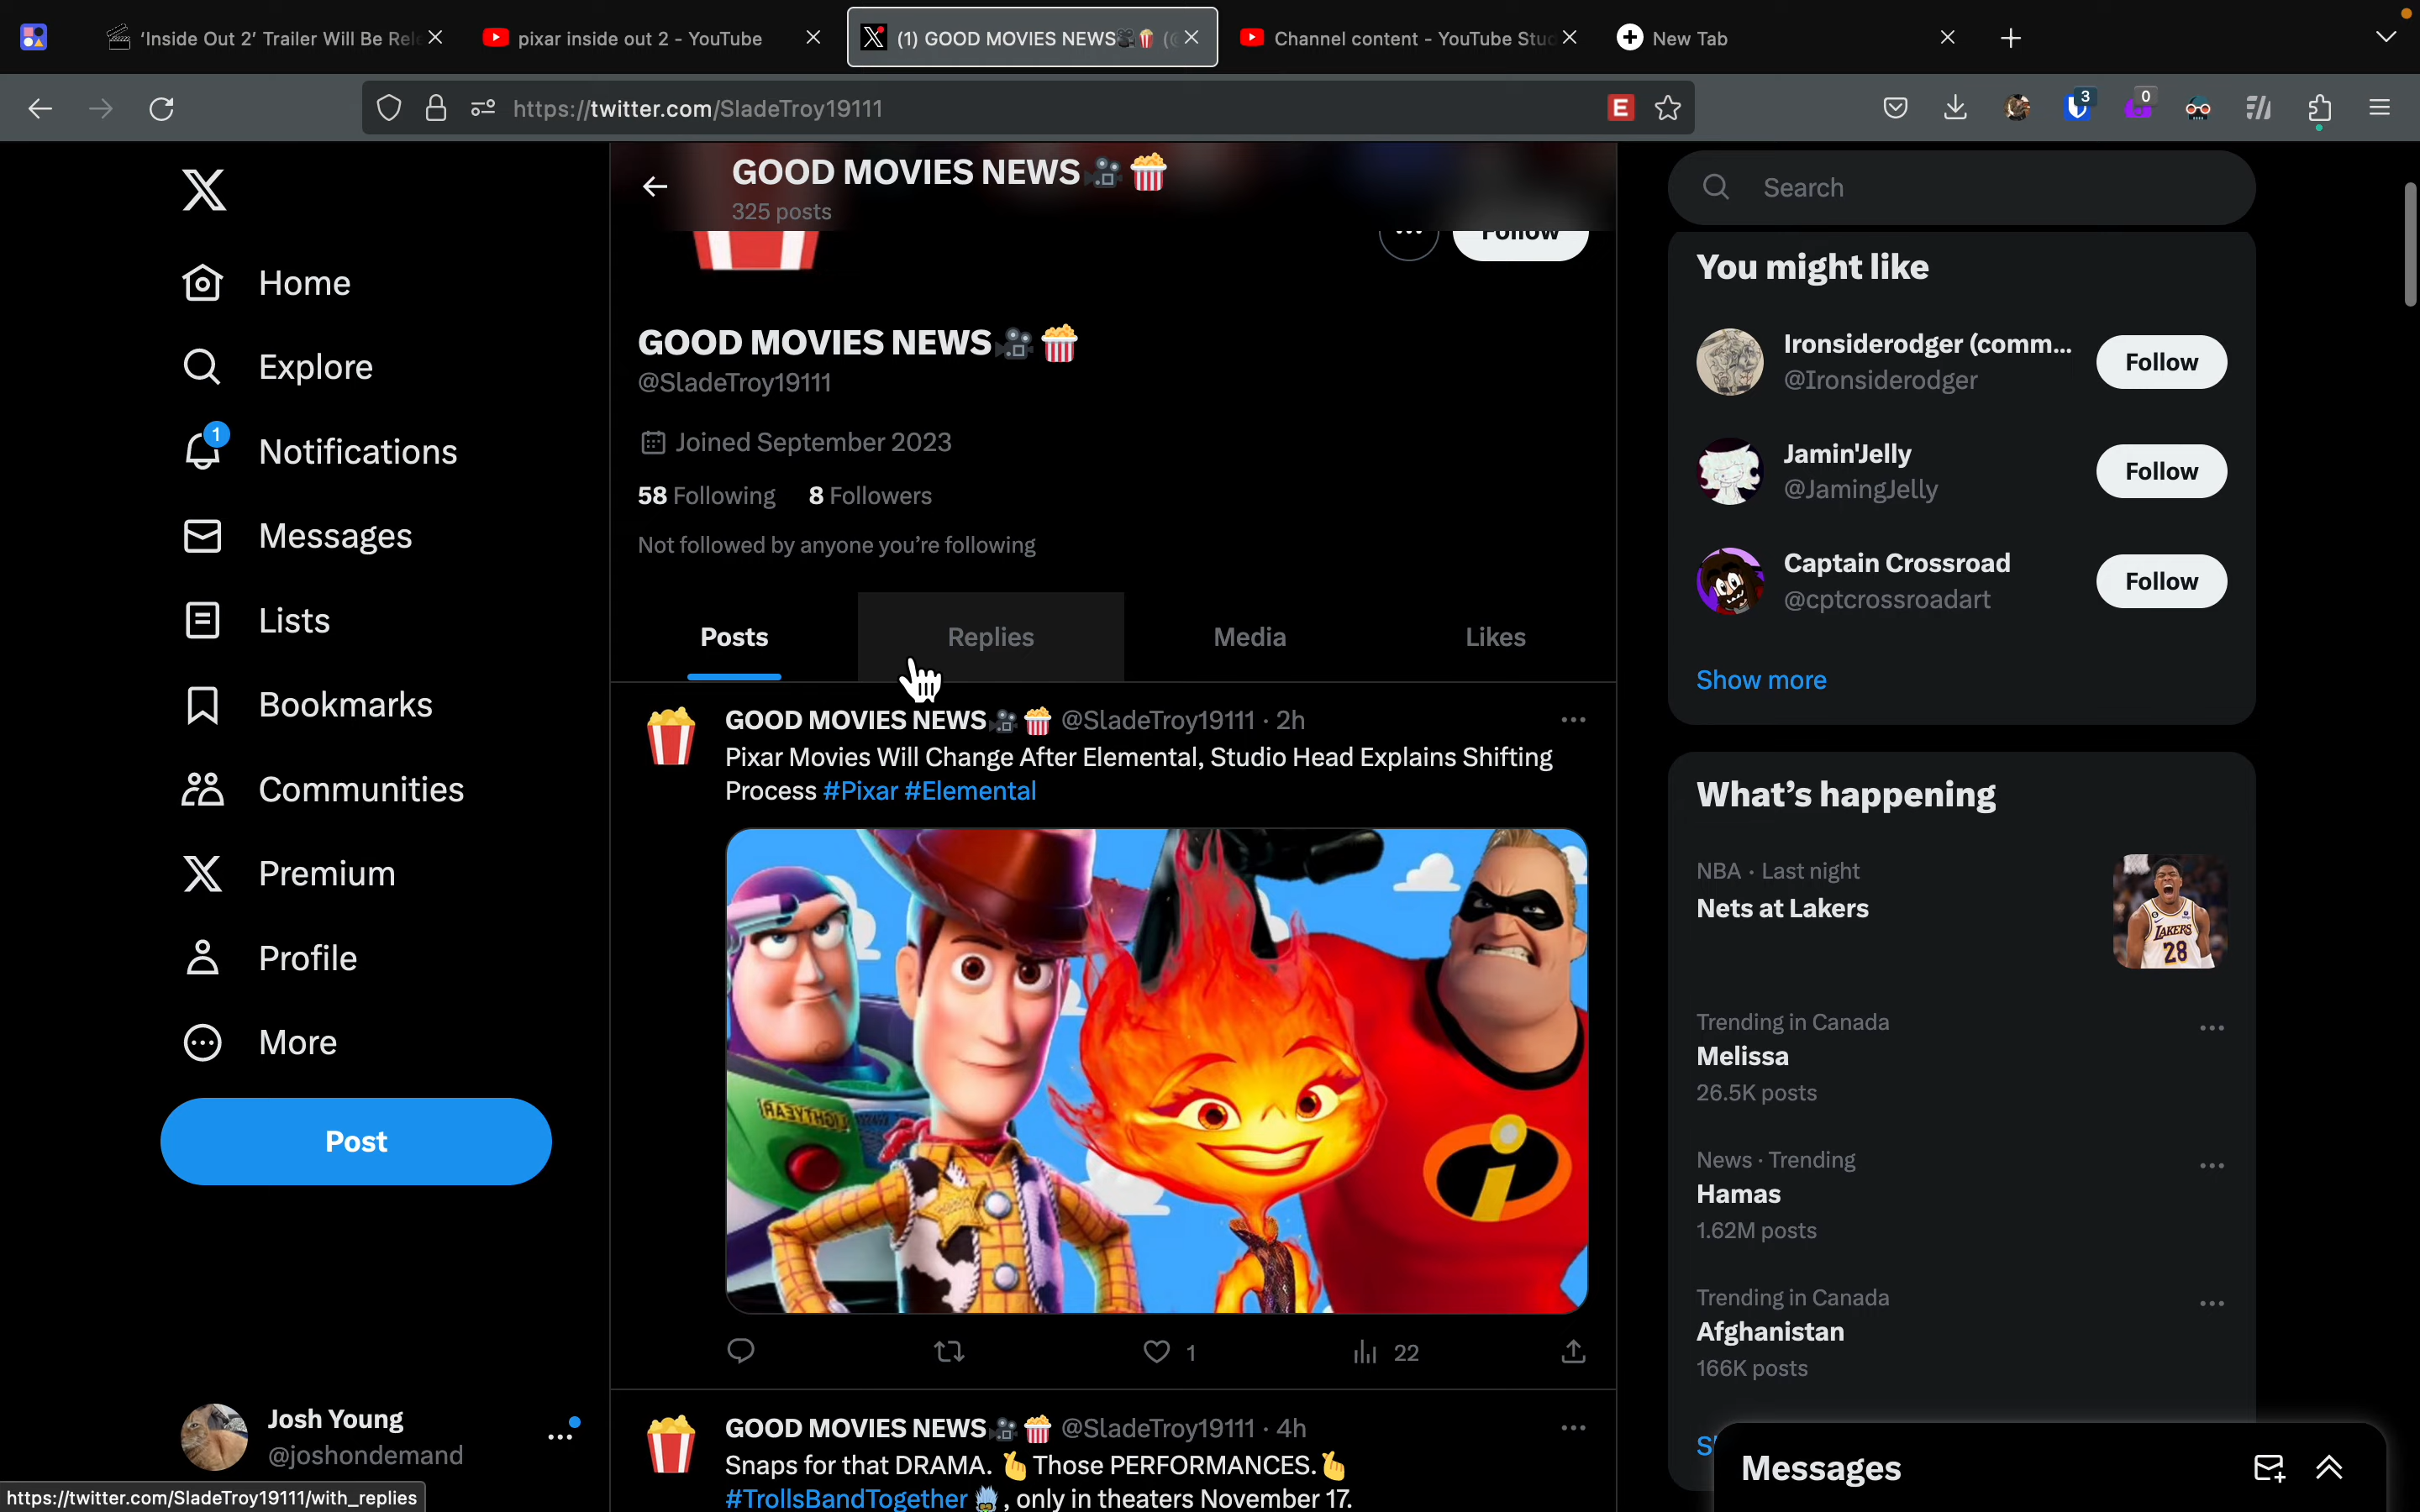 'Inside Out 2' Trailer Will Be Rel
pixar inside out 2 - YouTube
(1) GOOD MOVIES NEWS🎥🍿 (
Channel content - YouTube Stud
New Tab
https://twitter.com/SladeTroy19111
E
3
0
Home
Explore
1
Notifications
Messages
Lists
Bookmarks
Communities
Premium
Profile
More
Post
Josh Young
@joshondemand
https://twitter.com/SladeTroy19111/with_replies
GOOD MOVIES NEWS🎥🍿
325 posts
Follow
GOOD MOVIES NEWS🎥🍿
@SladeTroy19111
Joined September 2023
58 Following 8 Followers
Not followed by anyone you're following
Posts
Replies
Media
Likes
GOOD MOVIES NEWS🎥🍿 @SladeTroy19111 · 2h
Pixar Movies Will Change After Elemental, Studio Head Explains Shifting
Process #Pixar #Elemental
LIGHTYEAR
1
22
GOOD MOVIES NEWS🎥🍿 @SladeTroy19111 · 4h
Snaps for that DRAMA. 🫰 Those PERFORMANCES. 🫰
#TrollsBandTogether , only in theaters November 17.
Search
You might like
Ironsiderodger (comm...
@Ironsiderodger
Follow
Jamin'Jelly
@JamingJelly
Follow
Captain Crossroad
@cptcrossroadart
Follow
Show more
What's happening
NBA · Last night
Nets at Lakers
LAKERS
28
Trending in Canada
Melissa
26.5K posts
News · Trending
Hamas
1.62M posts
Trending in Canada
Afghanistan
166K posts
Messages